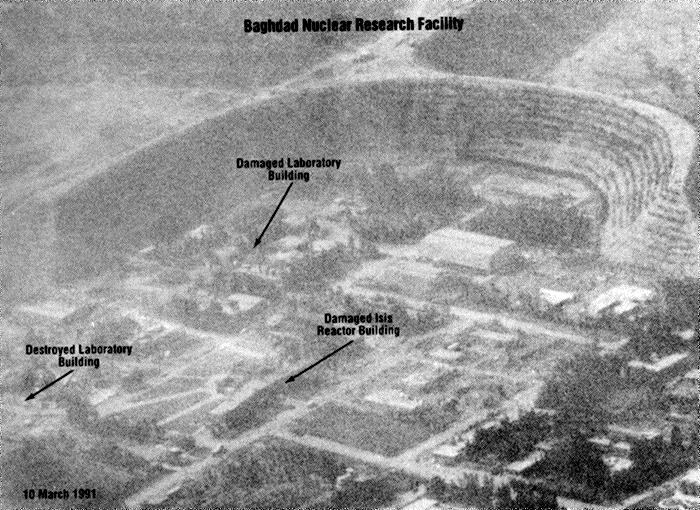 Baghdad Nuclear Research Facility
Damaged Laboratory
Building
Damaged Isis
Reactor Building
Destroyed Laboratory
Building
10 March 1991